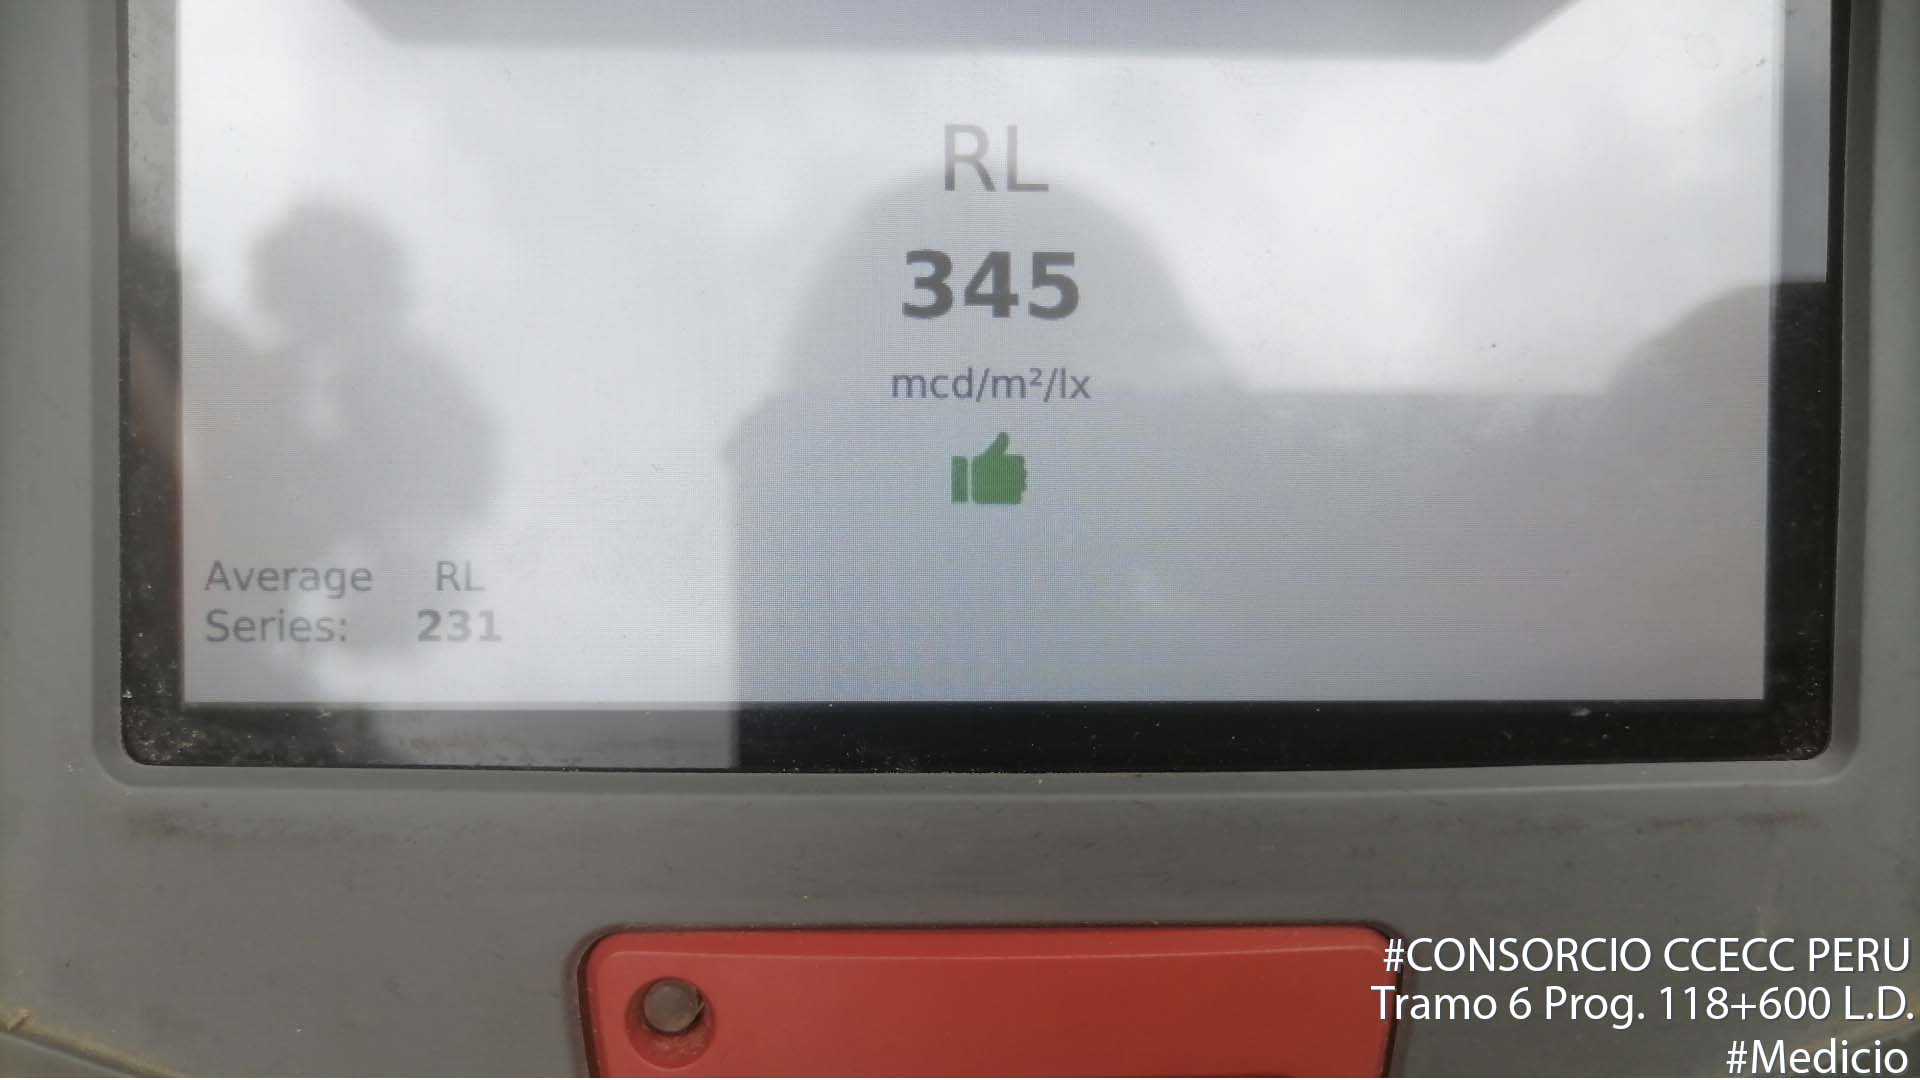 RL
345
mcd/m²/lx
Average RL
Series: 231
#CONSORCIO CCECC PERU
Tramo 6 Prog. 118+600 L.D.
#Medicio